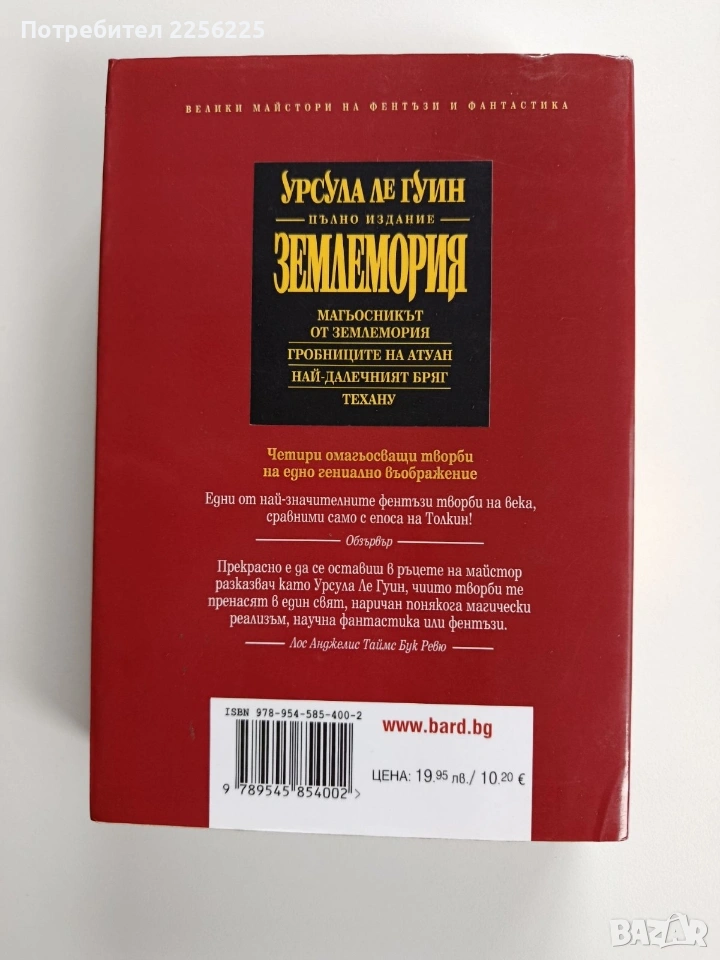 Потребител 2256225
ВЕЛИКИ МАЙСТОРИ НА ФЕНТЪЗИ И ФАНТАСТИКА
УРСУЛА ЛЕ ГУИН
ПЪЛНО ИЗДАНИЕ
ЗЕМЛЕМОРИЯ
МАГЬОСНИКЪТ
ОТ ЗЕМЛЕМОРИЯ
ГРОБНИЦИТЕ НА АТУАН
НАЙ-ДАЛЕЧНИЯТ БРЯГ
ТЕХАНУ
Четири омагьосващи творби
на едно гениално въображение
Едни от най-значителните фентъзи творби на века,
сравними само с епоса на Толкин!
Обзървър
Прекрасно е да се оставиш в ръцете на майстор
разказвач като Урсула Ле Гуин, чиито творби те
пренасят в един свят, наричан понякога магически
реализъм, научна фантастика или фентъзи.
Лос Анджелис Таймс Бук Ревю
ISBN 978-954-585-400-2
9 789545 854002 >
www.bard.bg
ЦЕНА: 19.95 лв./ 10.20 €
BAZAR